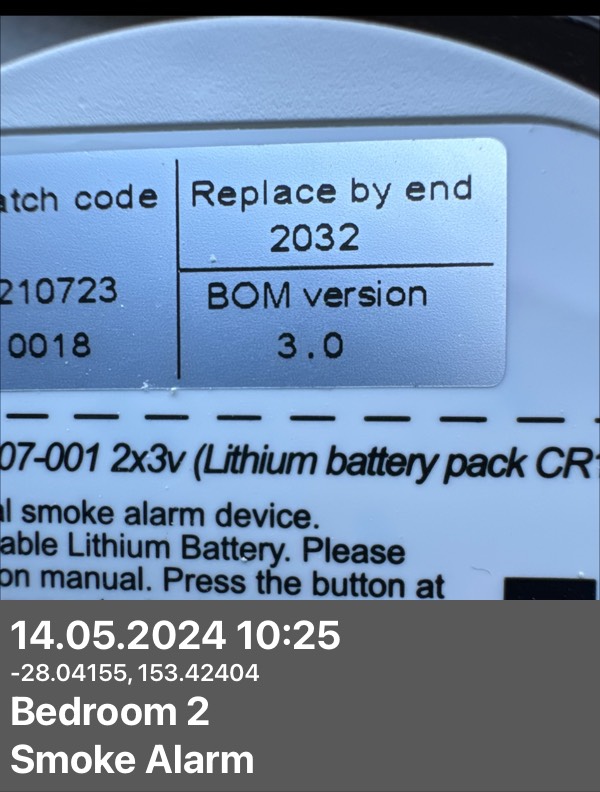 atch code
Replace by end
2032
210723
0018
BOM version
3.0
07-001 2x3v (Lithium battery pack CR
al smoke alarm device.
able Lithium Battery. Please
on manual. Press the button at
14.05.2024 10:25
-28.04155, 153.42404
Bedroom 2
Smoke Alarm